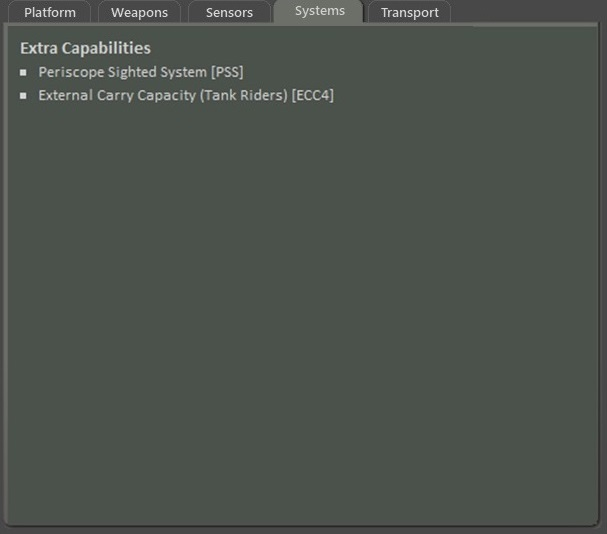 Platform Weapons Sensors Systems Transport
Extra Capabilities
Periscope Sighted System [PSS]
External Carry Capacity (Tank Riders) [ECC4]